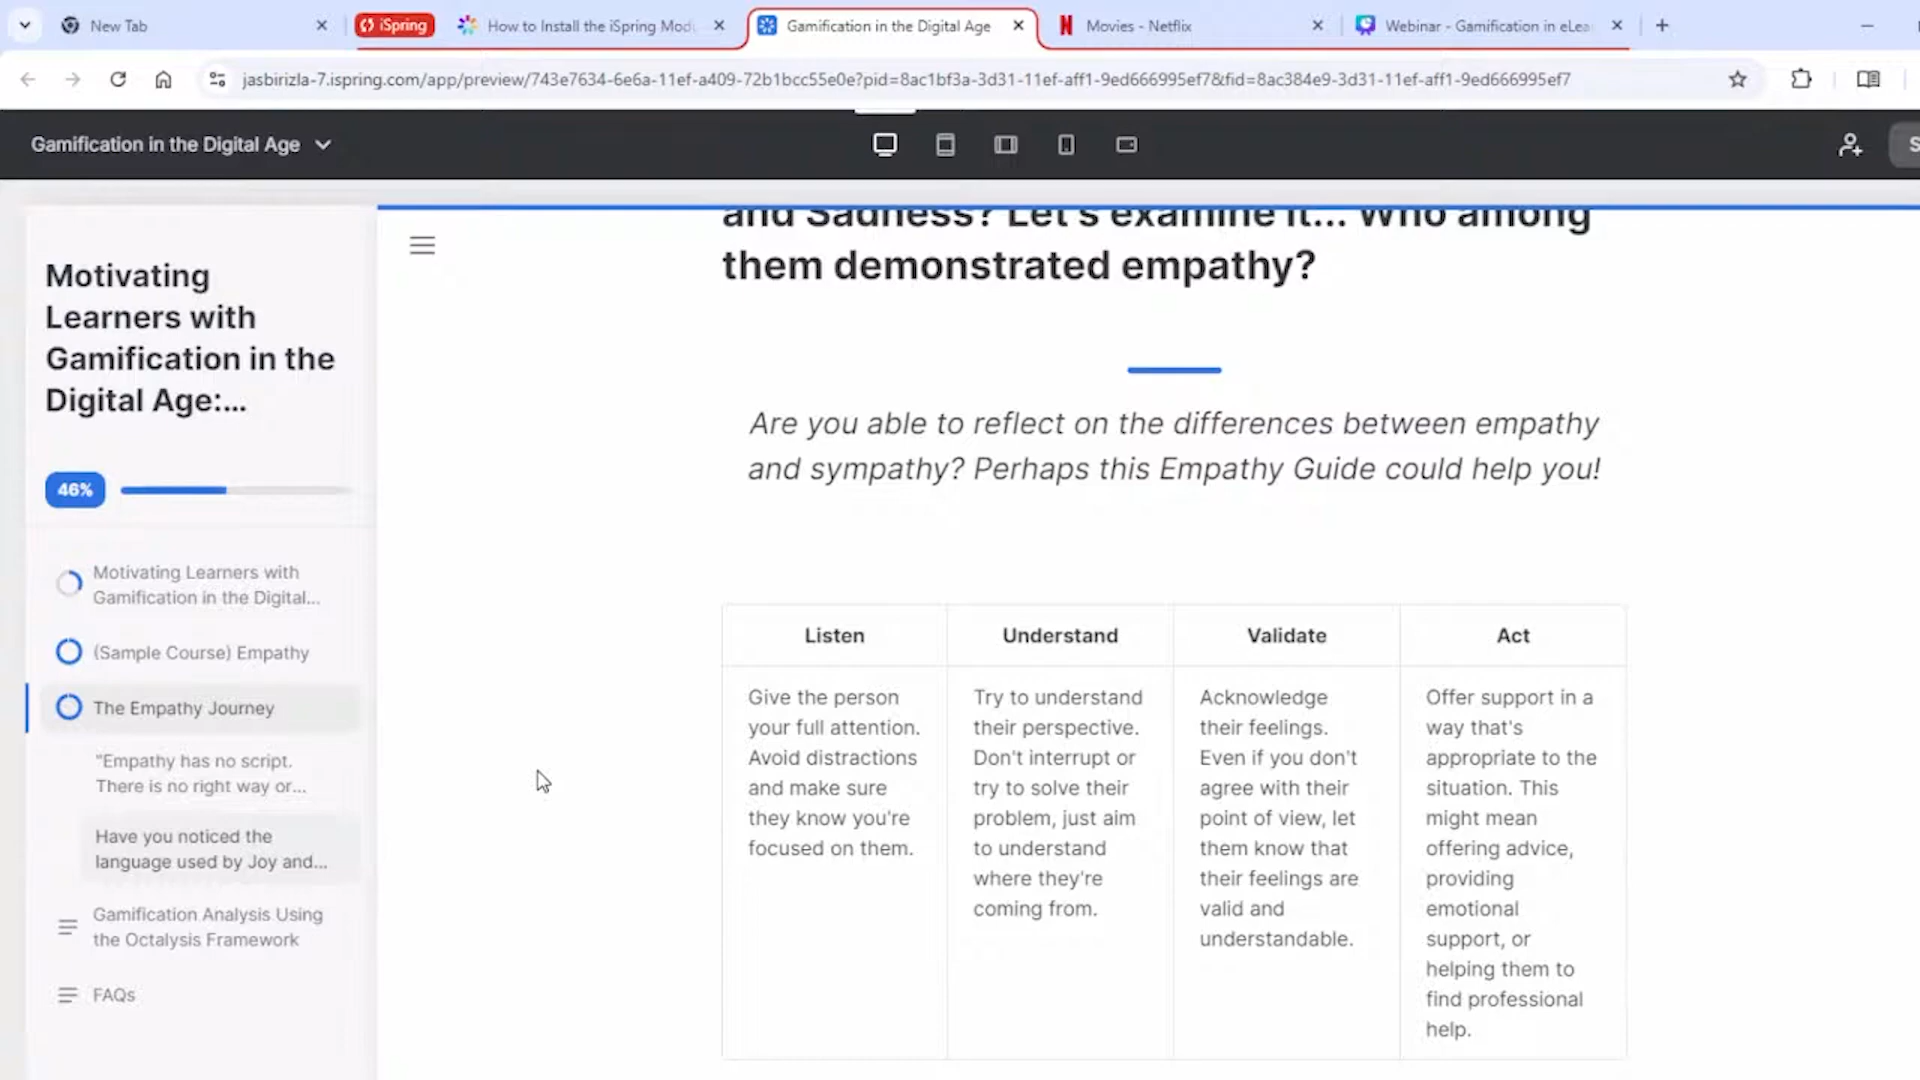 New Tab
iSpring
How to Install the iSpring Mod
Gamification in the Digital Age
Movies - Netflix
Webinar - Gamification in eLea
jasbirizla-7.ispring.com/app/preview/743e7634-6e6a-11ef-a409-72b1bcc55e0e?pid=8ac1bf3a-3d31-11ef-aff1-9ed666995ef7&fid=8ac384e9-3d31-11ef-aff1-9ed666995ef7
Gamification in the Digital Age
S
Motivating
Learners with
Gamification in the
Digital Age:...
46%
Motivating Learners with
Gamification in the Digital...
(Sample Course) Empathy
The Empathy Journey
"Empathy has no script.
There is no right way or...
Have you noticed the
language used by Joy and...
Gamification Analysis Using
the Octalysis Framework
FAQs
and Sadness? Let's examine it... Who among
them demonstrated empathy?
Are you able to reflect on the differences between empathy
and sympathy? Perhaps this Empathy Guide could help you!
Listen
Give the person
your full attention.
Avoid distractions
and make sure
they know you're
focused on them.
Understand
Try to understand
their perspective.
Don't interrupt or
try to solve their
problem, just aim
to understand
where they're
coming from.
Validate
Acknowledge
their feelings.
Even if you don't
agree with their
point of view, let
them know that
their feelings are
valid and
understandable.
Act
Offer support in a
way that's
appropriate to the
situation. This
might mean
offering advice,
providing
emotional
support, or
helping them to
find professional
help.